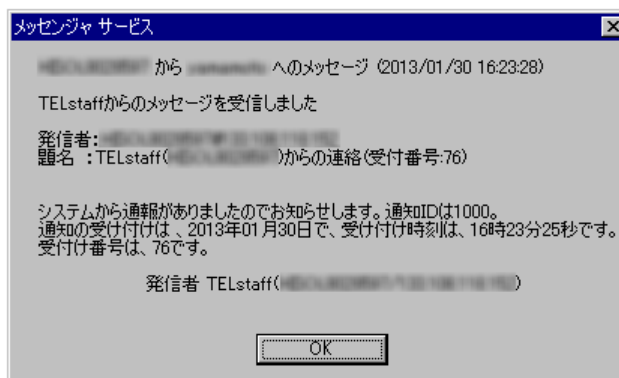 メッセンジャ サービス
から へのメッセージ (2013/01/30 16:23:28)
TELstaffからのメッセージを受信しました
発信者:
題名 :TELstaff( )からの連絡(受付番号:76)
システムから通報がありましたのでお知らせします。通知IDは1000。
通知の受け付けは、2013年01月30日で、受け付け時刻は、16時23分25秒です。
受付け番号は、76です。
発信者 TELstaff( )
OK